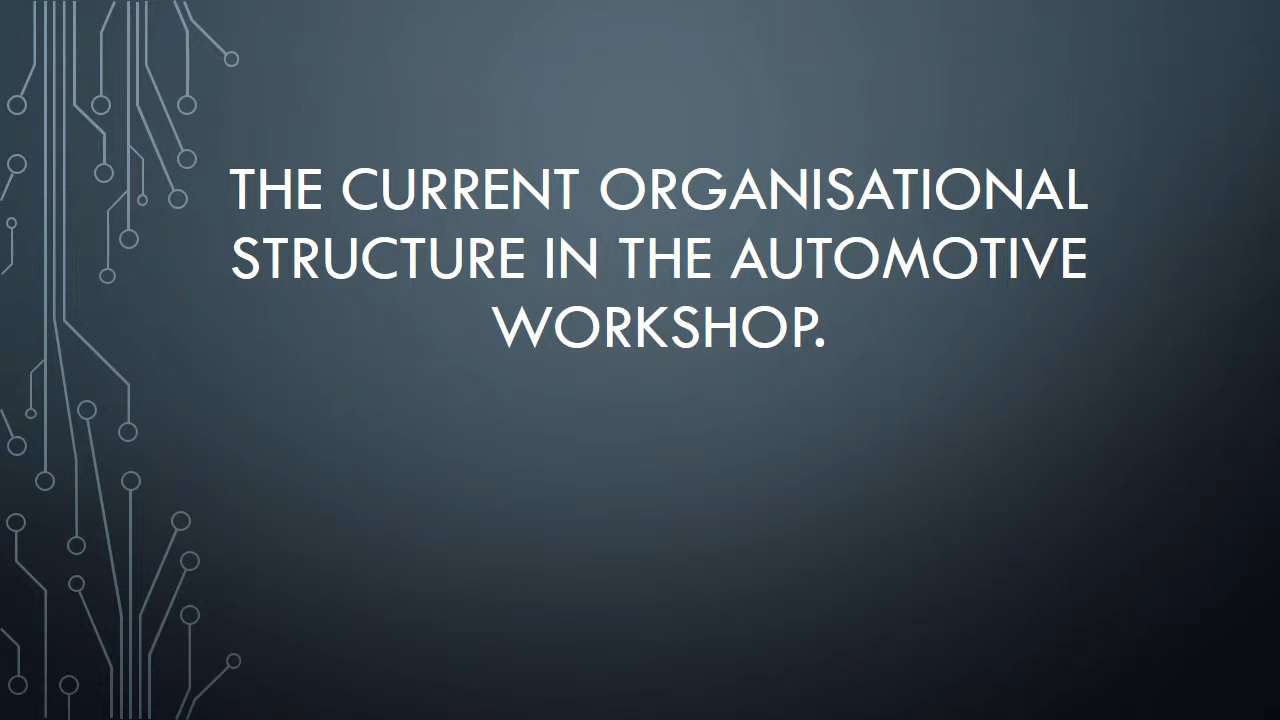 THE CURRENT ORGANISATIONAL
STRUCTURE IN THE AUTOMOTIVE
WORKSHOP.